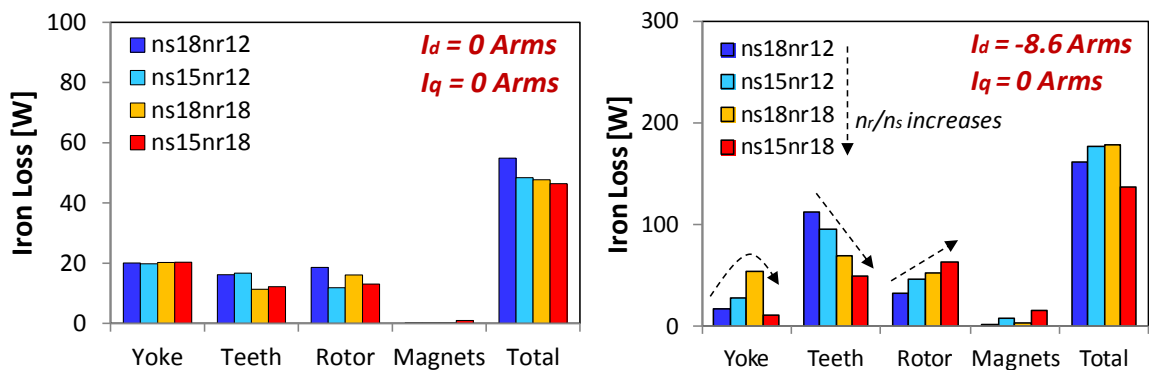 100
80
60
40
20
0
Iron Loss [W]
ns18nr12
ns15nr12
ns18nr18
ns15nr18
Id = 0 Arms
Iq = 0 Arms
Yoke Teeth Rotor Magnets Total
300
200
100
0
Iron Loss [W]
ns18nr12
ns15nr12
ns18nr18
ns15nr18
nr/ns increases
Id = -8.6 Arms
Iq = 0 Arms
Yoke Teeth Rotor Magnets Total